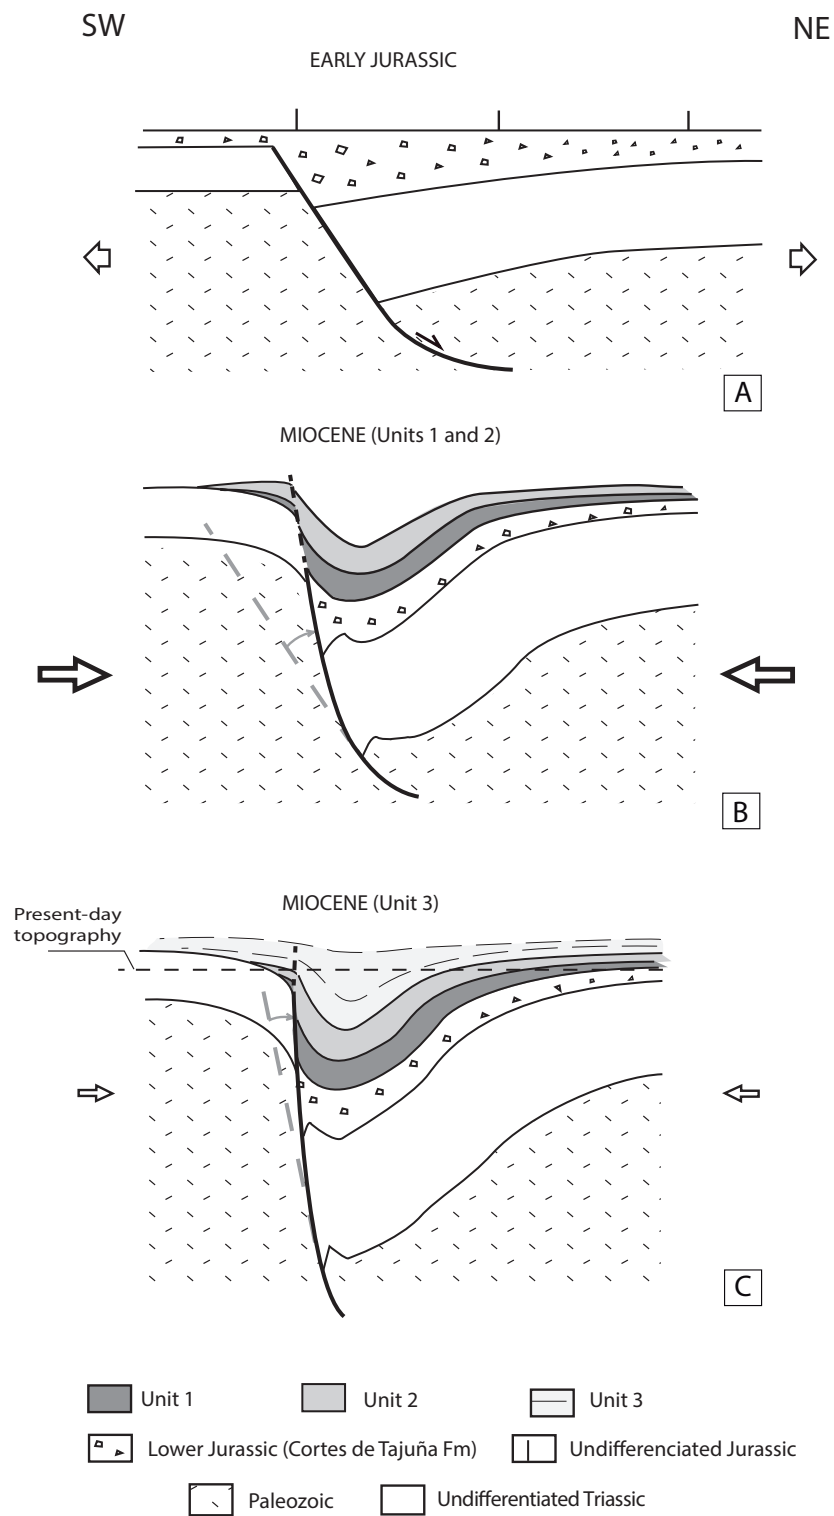 SW
NE
EARLY JURASSIC
A
MIOCENE (Units 1 and 2)
B
MIOCENE (Unit 3)
Present-day
topography
C
Unit 1
Unit 2
Unit 3
Lower Jurassic (Cortes de Tajuña Fm)
Undifferenciated Jurassic
Paleozoic
Undifferentiated Triassic